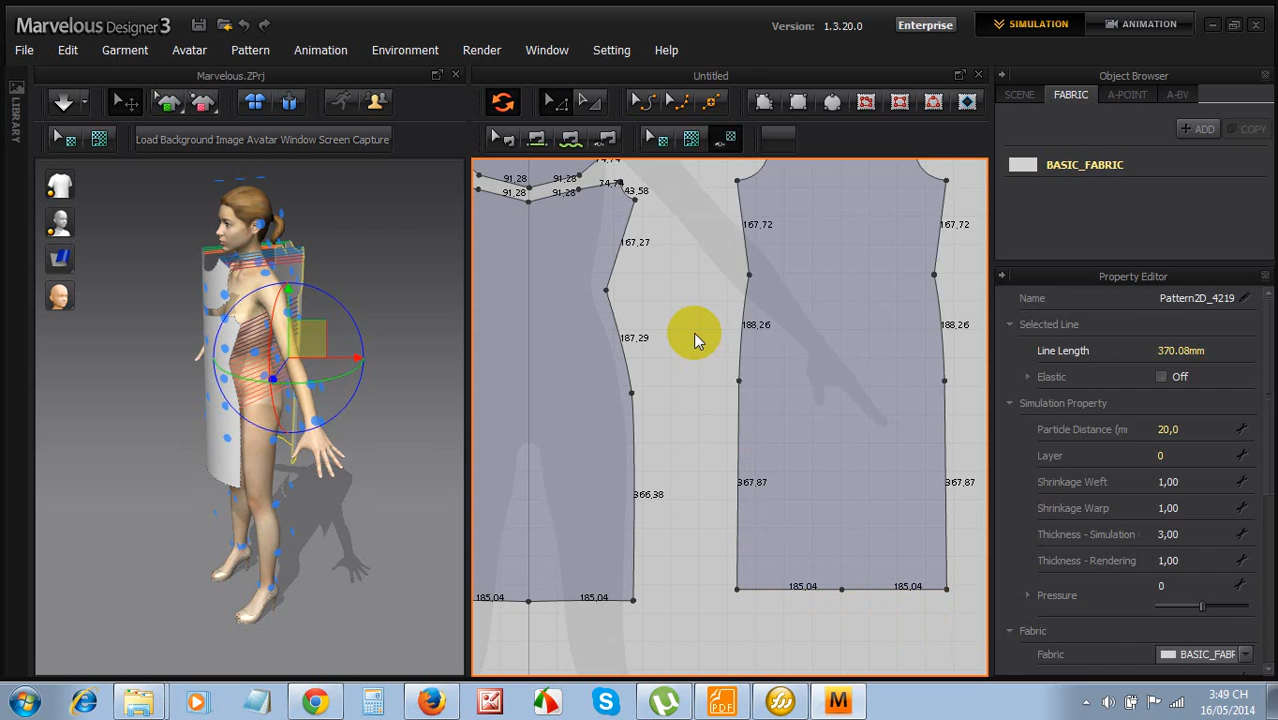 Marvelous Designer 3
Version: 1.3.20.0
Enterprise
SIMULATION
ANIMATION
File Edit Garment Avatar Pattern Animation Environment Render Window Setting Help
LIBRARY
Marvelous.ZPrj
Untitled
Object Browser
SCENE FABRIC A-POINT A-BV
+ ADD COPY
Load Background Image Avatar Window Screen Capture
BASIC_FABRIC
74,74
91,28 91,28 74,74
91,28 91,28 43,58
167,27
167,72 167,72
187,29
188,26 188,26
366,38
367,87 367,87
185,04 185,04
185,04 185,04
Property Editor
Name Pattern2D_4219
Selected Line
Line Length 370.08mm
Elastic Off
Simulation Property
Particle Distance (m 20,0
Layer 0
Shrinkage Weft 1,00
Shrinkage Warp 1,00
Thickness - Simulation 3,00
Thickness - Rendering 1,00
Pressure 0
Fabric
Fabric BASIC_FABF
3:49 CH
16/05/2014